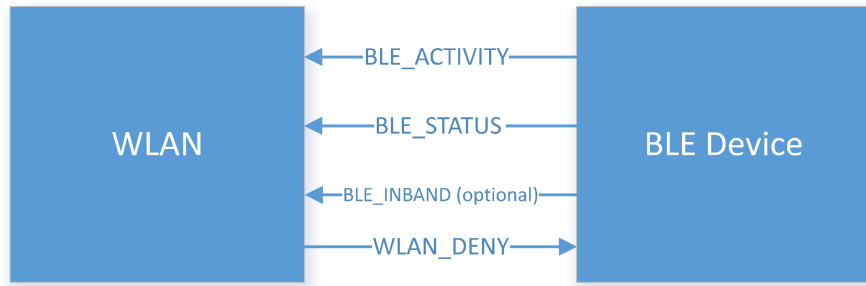 WLAN
BLE_ACTIVITY
BLE_STATUS
BLE_INBAND (optional)
WLAN_DENY
BLE Device